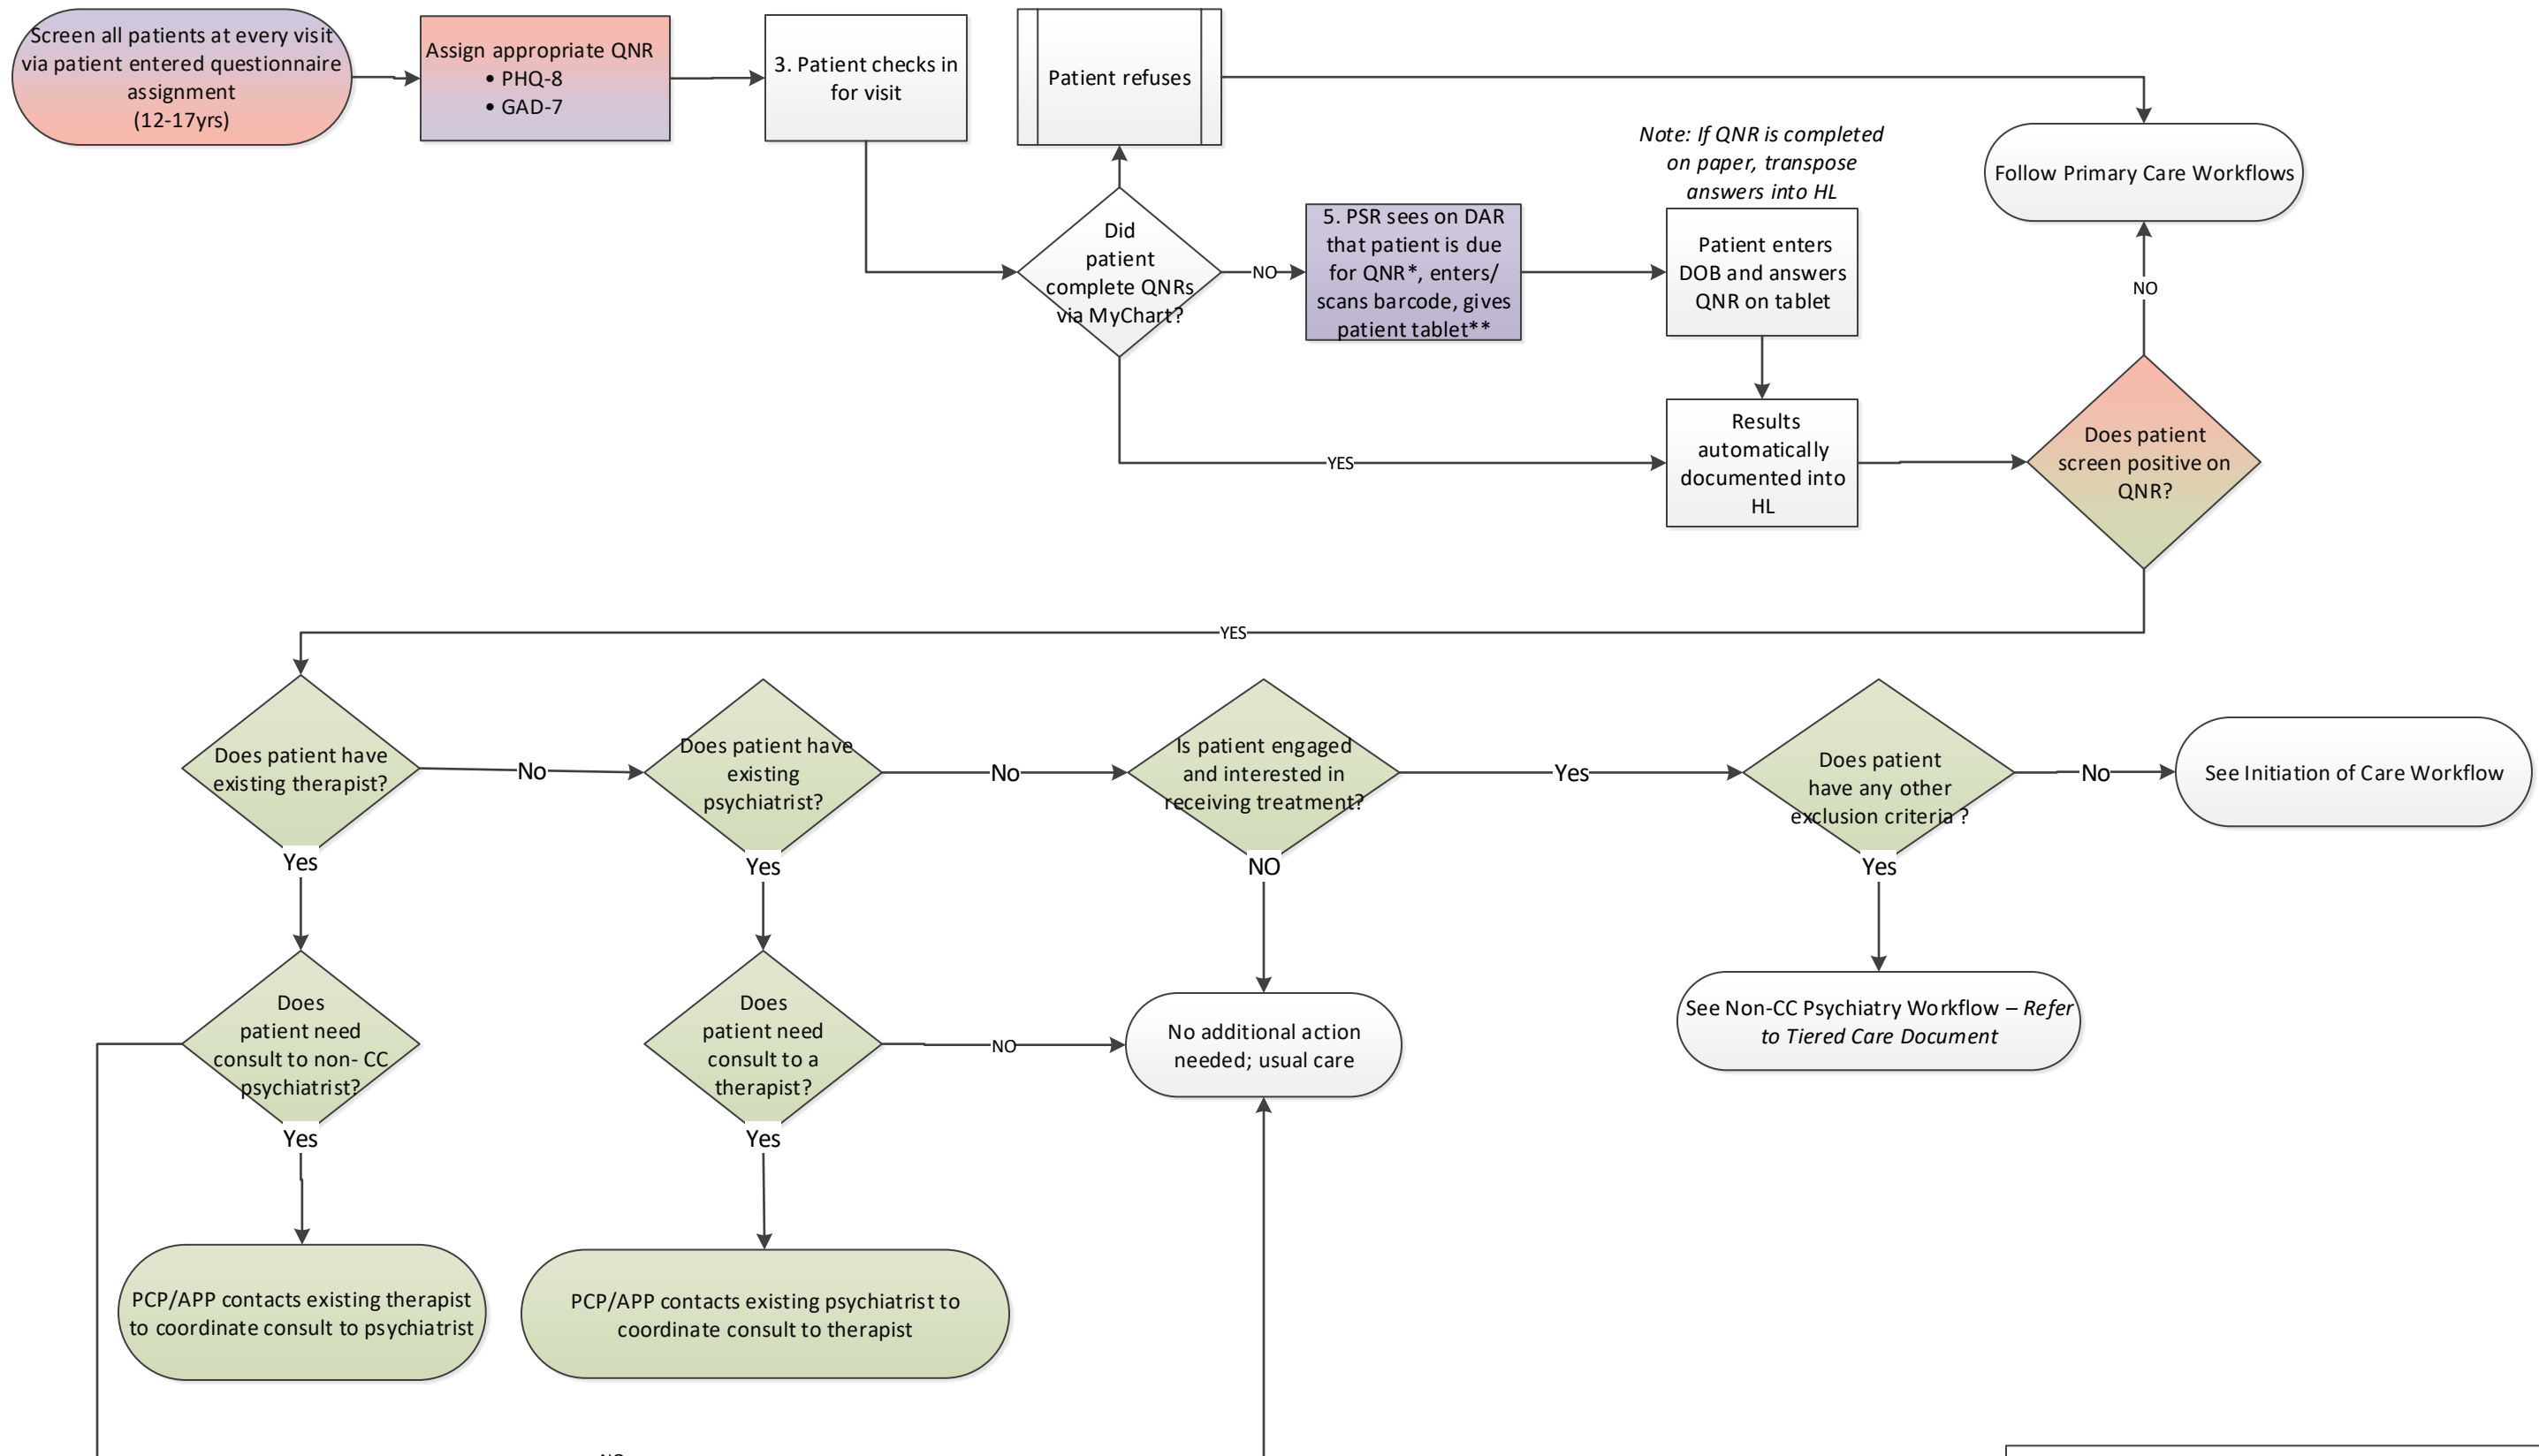 Screen all patients at every visit
via patient entered questionnaire
assignment
(12-17yrs)
Assign appropriate QNR
• PHQ-8
• GAD-7
3. Patient checks in
for visit
Patient refuses
Note: If QNR is completed
on paper, transpose
answers into HL
Follow Primary Care Workflows
Did
patient
complete QNRs
via MyChart?
NO
5. PSR sees on DAR
that patient is due
for QNR*, enters/
scans barcode, gives
patient tablet**
Patient enters
DOB and answers
QNR on tablet
NO
YES
Results
automatically
documented into
HL
Does patient
screen positive on
QNR?
YES
Does patient have
existing therapist?
No
Does patient have
existing
psychiatrist?
No
Is patient engaged
and interested in
receiving treatment?
Yes
Does patient
have any other
exclusion criteria ?
No
See Initiation of Care Workflow
Yes
Yes
NO
Yes
Does
patient need
consult to non- CC
psychiatrist?
Does
patient need
consult to a
therapist?
NO
No additional action
needed; usual care
See Non-CC Psychiatry Workflow – Refer
to Tiered Care Document
Yes
Yes
PCP/APP contacts existing therapist
to coordinate consult to psychiatrist
PCP/APP contacts existing psychiatrist to
coordinate consult to therapist
NO